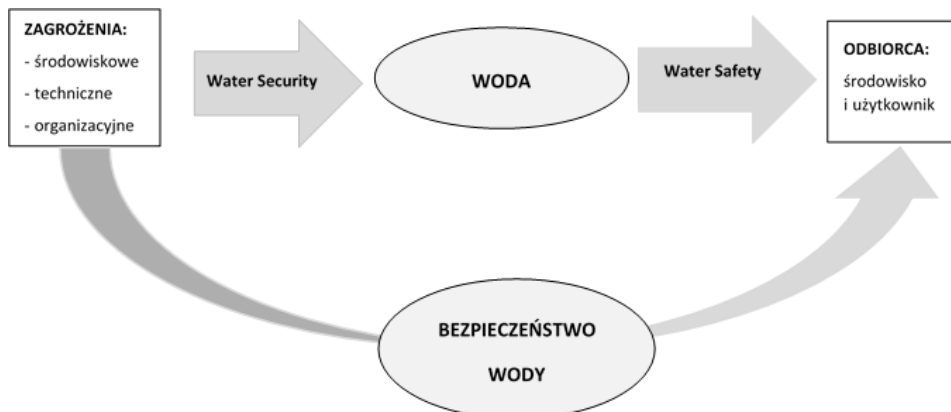 ZAGROŻENIA:
- środowiskowe
- techniczne
- organizacyjne
Water Security
WODA
Water Safety
ODBIORCA:
środowisko
i użytkownik
BEZPIECZEŃSTWO
WODY